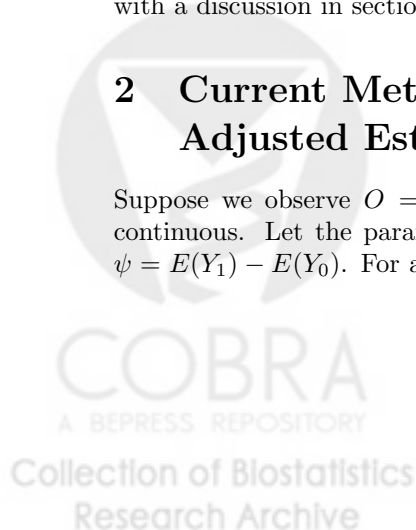 with a discussion in sectio
2 Current Met
Adjusted Est
Suppose we observe O =
continuous. Let the para
ψ = E(Y₁) − E(Y₀). For a
COBRA
A BEPRESS REPOSITORY
Collection of Biostatistics
Research Archive